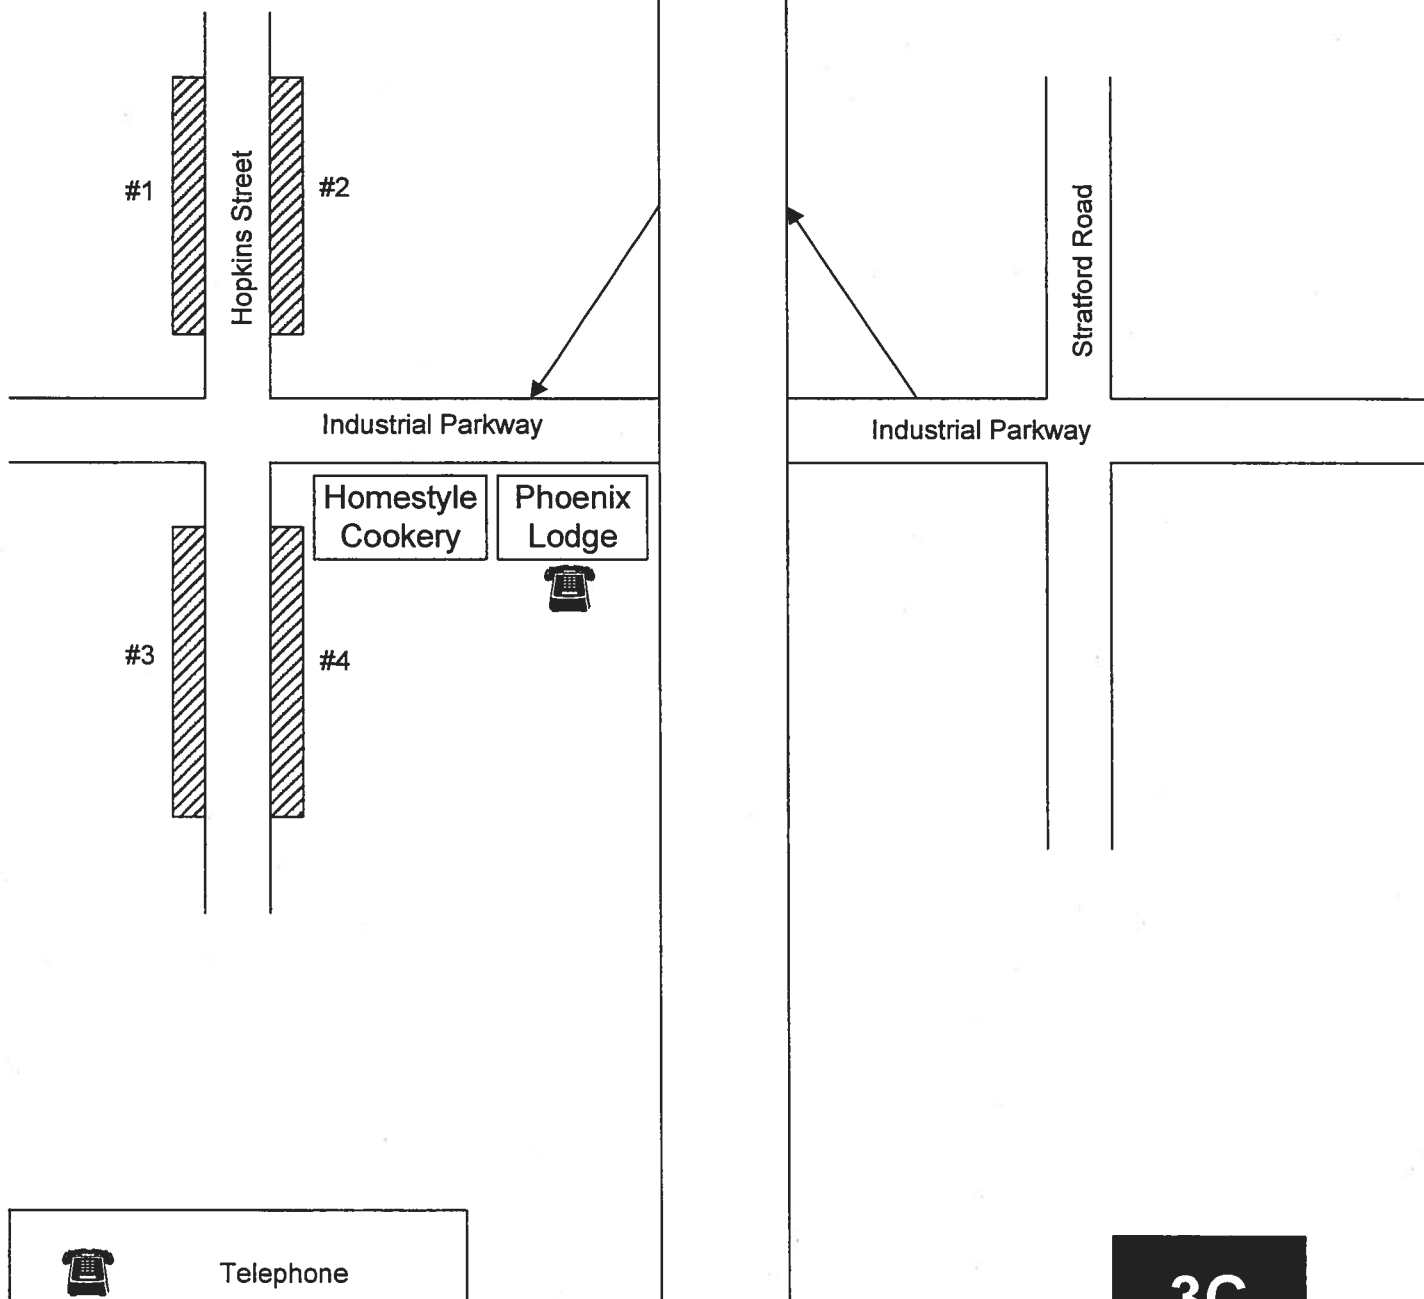 #1
Hopkins Street
#2
Stratford Road
Industrial Parkway
Industrial Parkway
Homestyle
Cookery
Phoenix
Lodge
#3
#4
Telephone